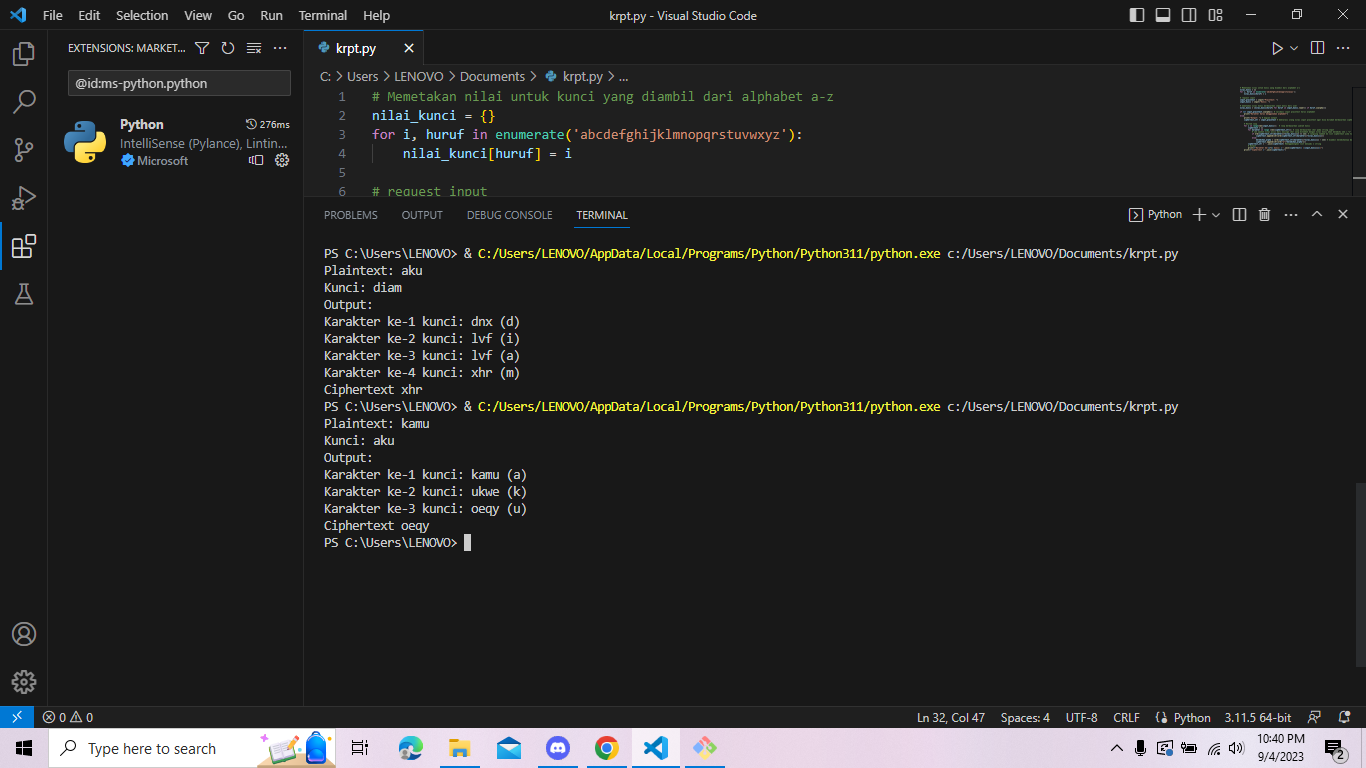 File Edit Selection View Go Run Terminal Help
krpt.py - Visual Studio Code
EXTENSIONS: MARKET...
@id:ms-python.python
Python
276ms
IntelliSense (Pylance), Lintin...
Microsoft
krpt.py
C: > Users > LENOVO > Documents > krpt.py > ...
1 # Memetakan nilai untuk kunci yang diambil dari alphabet a-z
2 nilai_kunci = {}
3 for i, huruf in enumerate('abcdefghijklmnopqrstuvwxyz'):
4     nilai_kunci[huruf] = i
5
6 # request input
PROBLEMS OUTPUT DEBUG CONSOLE TERMINAL
Python
PS C:\Users\LENOVO> & C:/Users/LENOVO/AppData/Local/Programs/Python/Python311/python.exe c:/Users/LENOVO/Documents/krpt.py
Plaintext: aku
Kunci: diam
Output:
Karakter ke-1 kunci: dnx (d)
Karakter ke-2 kunci: lvf (i)
Karakter ke-3 kunci: lvf (a)
Karakter ke-4 kunci: xhr (m)
Ciphertext xhr
PS C:\Users\LENOVO> & C:/Users/LENOVO/AppData/Local/Programs/Python/Python311/python.exe c:/Users/LENOVO/Documents/krpt.py
Plaintext: kamu
Kunci: aku
Output:
Karakter ke-1 kunci: kamu (a)
Karakter ke-2 kunci: ukwe (k)
Karakter ke-3 kunci: oeqy (u)
Ciphertext oeqy
PS C:\Users\LENOVO>
0 0
Ln 32, Col 47 Spaces: 4 UTF-8 CRLF Python 3.11.5 64-bit
Type here to search
10:40 PM
9/4/2023
2